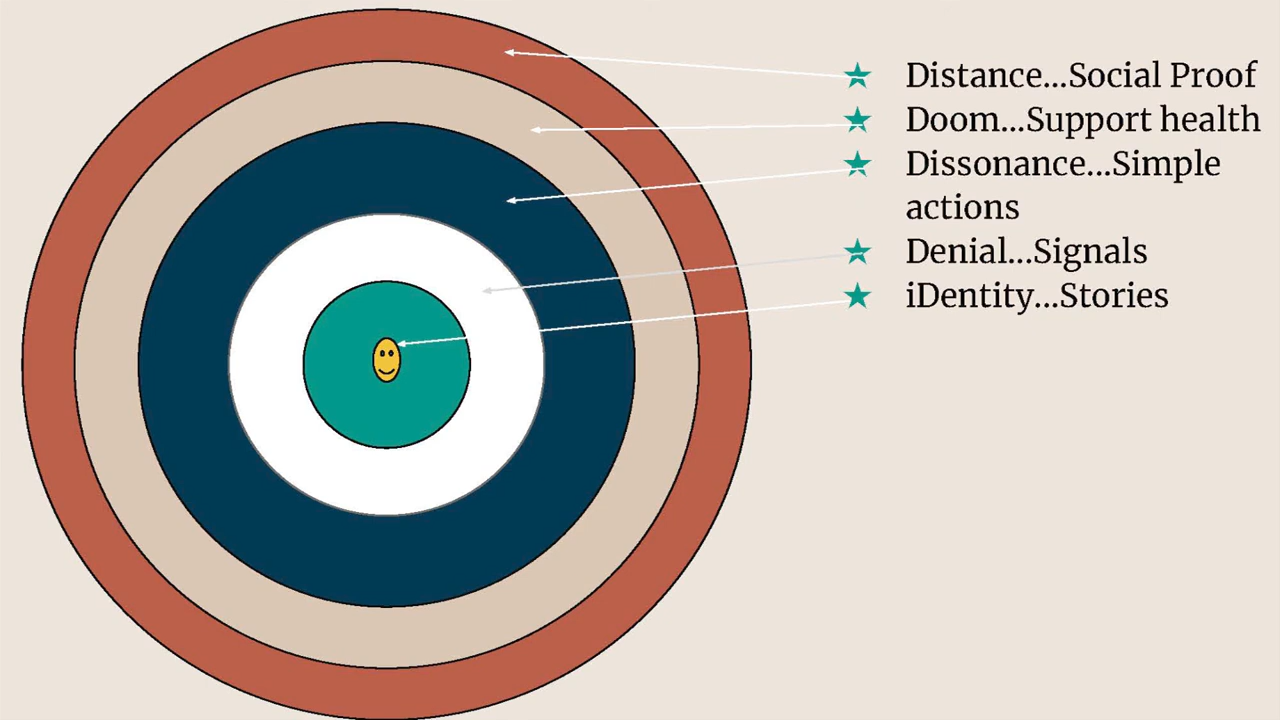 Distance...Social Proof
Doom...Support health
Dissonance...Simple
actions
Denial...Signals
iDentity...Stories